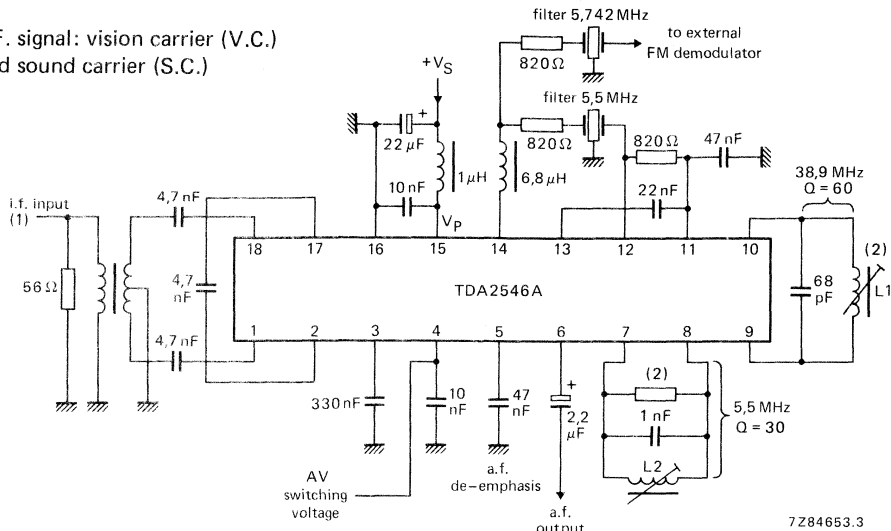 F. signal: vision carrier (V.C.)
d sound carrier (S.C.)
filter 5,742 MHz
820Ω
to external
FM demodulator
+VS
filter 5,5 MHz
+
22 μF
820Ω
820Ω
47 nF
1 μH
6,8 μH
10 nF
22 nF
38,9 MHz
Q = 60
i.f. input
(1)
4,7 nF
VP
18
17
16
15
14
13
12
11
10
(2)
56Ω
4,7
nF
TDA2546A
68
pF
L1
4,7 nF
1
2
3
4
5
6
7
8
9
330 nF
10
nF
47
nF
+
2,2
μF
(2)
1 nF
L2
5,5 MHz
Q = 30
AV
switching
voltage
a.f.
de-emphasis
a.f.
output
7Z84653.3